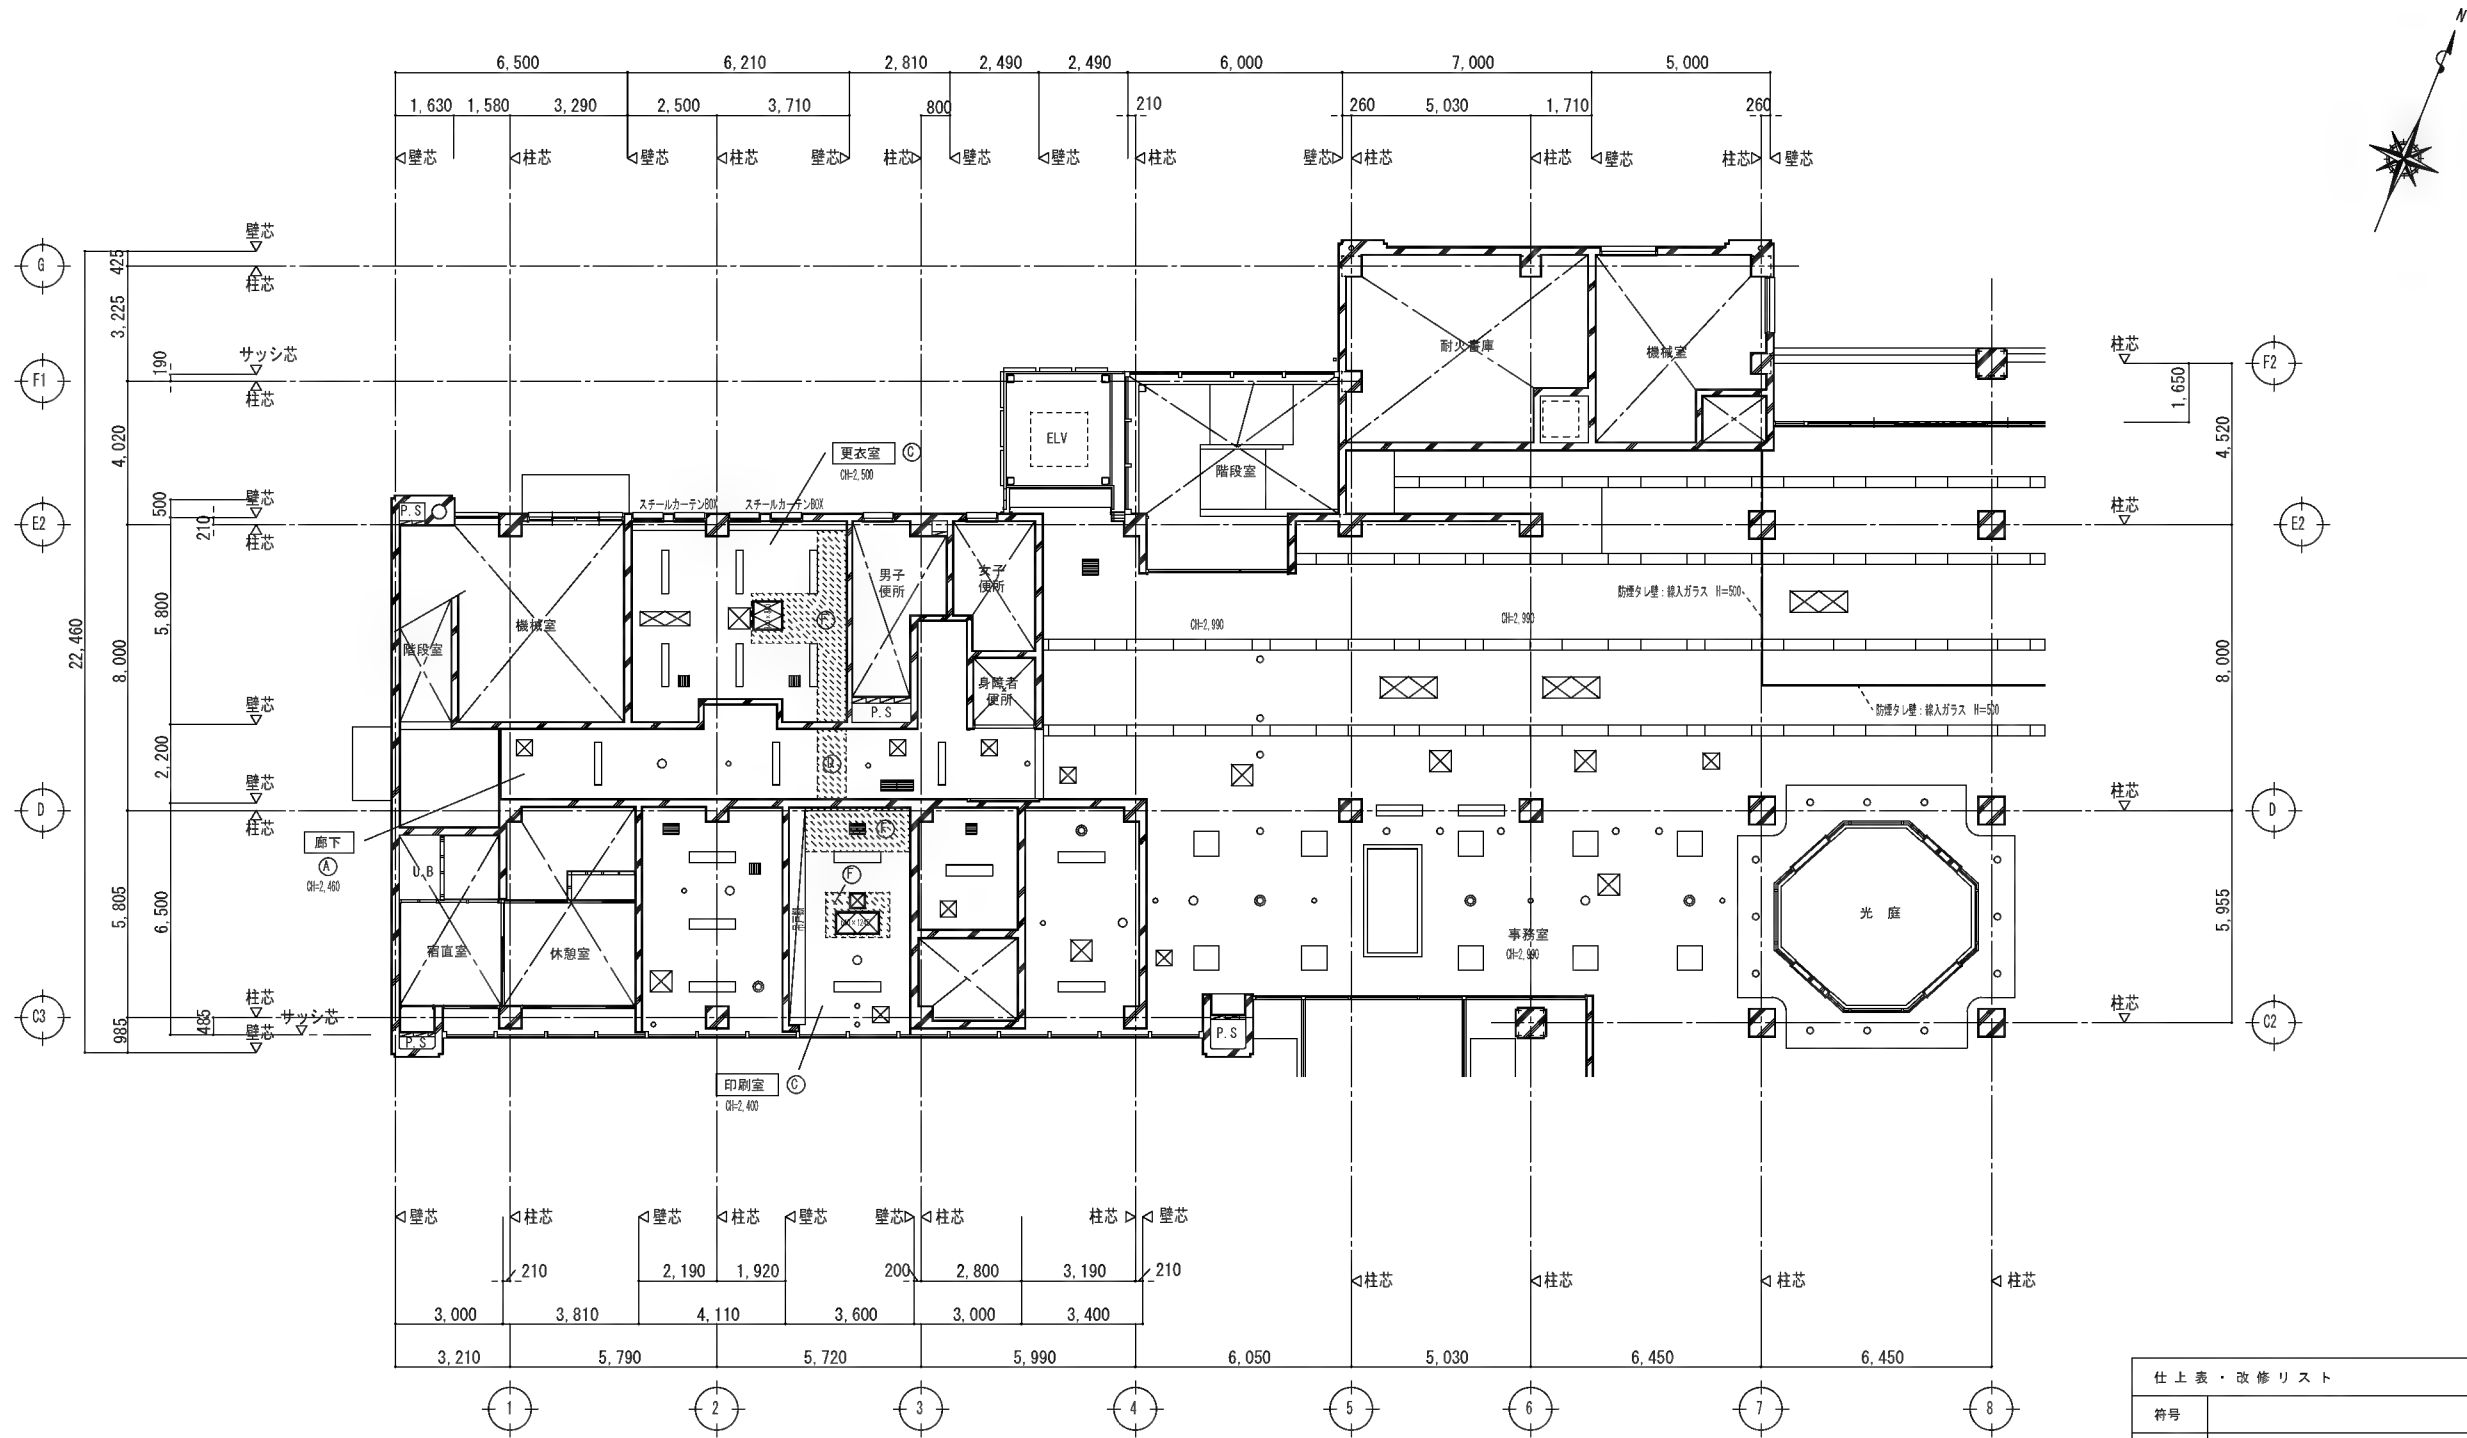 N
6,500
6,210
2,810
2,490
2,490
6,000
7,000
5,000
1,630
1,580
3,290
2,500
3,710
800
210
260
5,030
1,710
260
壁芯
柱芯
壁芯
柱芯
壁芯
柱芯
壁芯
壁芯
柱芯
壁芯
柱芯
柱芯
壁芯
柱芯
壁芯
壁芯
G
425
柱芯
3,225
耐火書庫
機械室
サッシ芯
190
F1
柱芯
柱芯
F2
1,650
ELV
4,020
更衣室
C
CH=2,500
階段室
4,520
壁芯
500
スチールカーテンBOX
スチールカーテンBOX
P.S
柱芯
E2
210
柱芯
E2
男子
便所
女子
便所
防煙タレ壁:線入ガラス H=500
5,800
機械室
F
CH=2,990
CH=2,990
22,460
8,000
階段室
8,000
身障者
便所
壁芯
P.S
防煙タレ壁:線入ガラス H=500
2,200
R
壁芯
柱芯
D
柱芯
D
廊下
A
CH=2,460
F
U.B
F
5,805
6,500
吊戸棚
光 庭
5,955
宿直室
休憩室
事務室
CH=2,990
柱芯
サッシ芯
柱芯
C3
485
985
壁芯
P.S
P.S
C2
印刷室
C
CH=2,400
壁芯
柱芯
壁芯
柱芯
壁芯
壁芯
柱芯
柱芯
壁芯
210
2,190
1,920
200
2,800
3,190
210
柱芯
柱芯
柱芯
柱芯
3,000
3,810
4,110
3,600
3,000
3,400
3,210
5,790
5,720
5,990
6,050
5,030
6,450
6,450
1
2
3
4
5
6
7
8
仕上表・改修リスト
符号